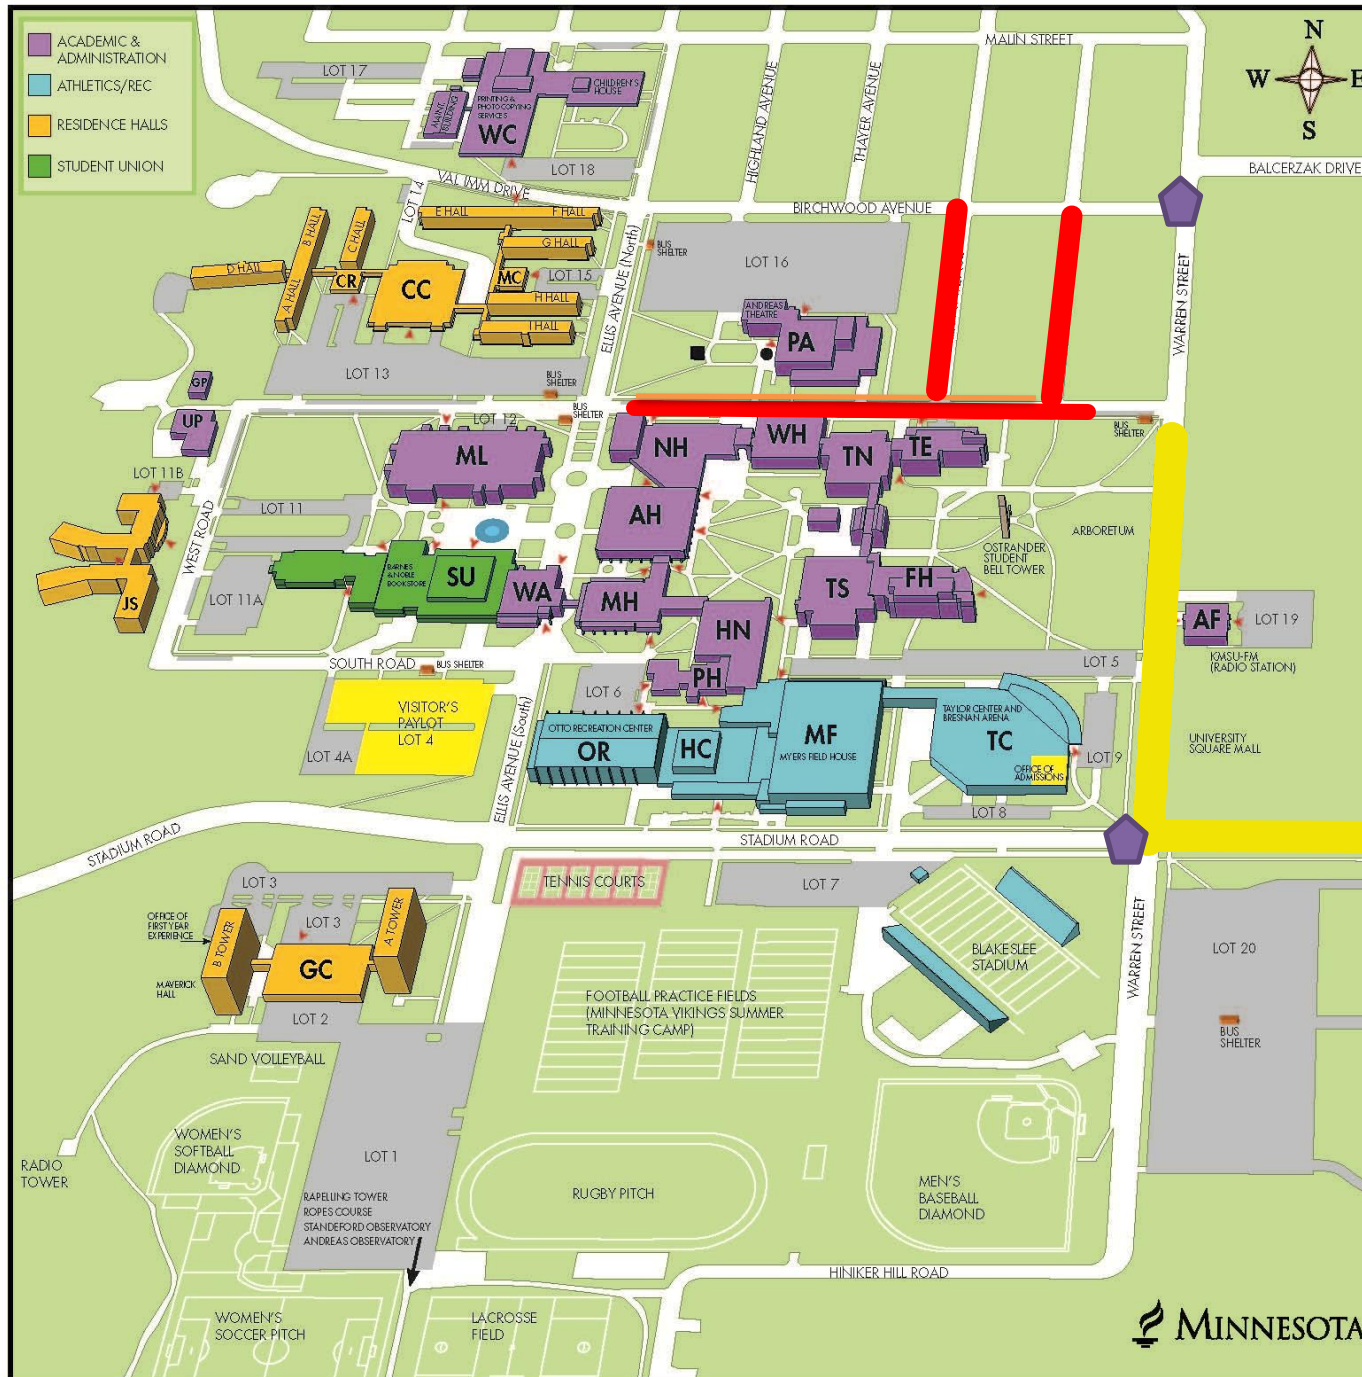 ACADEMIC &
ADMINISTRATION
ATHLETICS/REC
RESIDENCE HALLS
STUDENT UNION
N
W
E
S
MALIN STREET
LOT 17
CHILDREN'S
HOUSE
MAINT.
BUILDING
PRINTING &
PHOTOCOPYING
SERVICES
WC
LOT 18
HIGHLAND AVENUE
THAYER AVENUE
BALCERZAK DRIVE
VAL IMM DRIVE
LOT 14
BIRCHWOOD AVENUE
E HALL
F HALL
G HALL
H HALL
I HALL
MC
LOT 15
A HALL
B HALL
C HALL
D HALL
CR
CC
ELLIS AVENUE (North)
BUS
SHELTER
LOT 16
ANDREAS
THEATRE
PA
WARREN STREET
LOT 13
BUS
SHELTER
GP
UP
LOT 12
BUS
SHELTER
BUS
SHELTER
ML
NH
WH
TN
TE
LOT 11B
LOT 11
WEST ROAD
AH
OSTRANDER
STUDENT
BELL TOWER
ARBORETUM
BARNES
& NOBLE
BOOKSTORE
SU
WA
MH
TS
FH
JS
LOT 11A
HN
AF
LOT 19
KMSU-FM
(RADIO STATION)
SOUTH ROAD
BUS SHELTER
PH
LOT 5
LOT 6
VISITOR'S
PAYLOT
LOT 4
LOT 4A
ELLIS AVENUE (South)
OTTO RECREATION CENTER
OR
HC
MF
MYERS FIELD HOUSE
TAYLOR CENTER AND
BRESNAN ARENA
TC
OFFICE OF
ADMISSIONS
LOT 9
UNIVERSITY
SQUARE MALL
LOT 8
STADIUM ROAD
STADIUM ROAD
TENNIS COURTS
LOT 7
LOT 3
LOT 3
OFFICE OF
FIRST YEAR
EXPERIENCE
B TOWER
A TOWER
GC
MAVERICK
HALL
LOT 2
BLAKESLEE
STADIUM
WARREN STREET
LOT 20
BUS
SHELTER
FOOTBALL PRACTICE FIELDS
(MINNESOTA VIKINGS SUMMER
TRAINING CAMP)
SAND VOLLEYBALL
WOMEN'S
SOFTBALL
DIAMOND
RADIO
TOWER
LOT 1
RAPELLING TOWER
ROPES COURSE
STANDEFORD OBSERVATORY
ANDREAS OBSERVATORY
RUGBY PITCH
MEN'S
BASEBALL
DIAMOND
HINIKER HILL ROAD
WOMEN'S
SOCCER PITCH
LACROSSE
FIELD
MINNESOTA